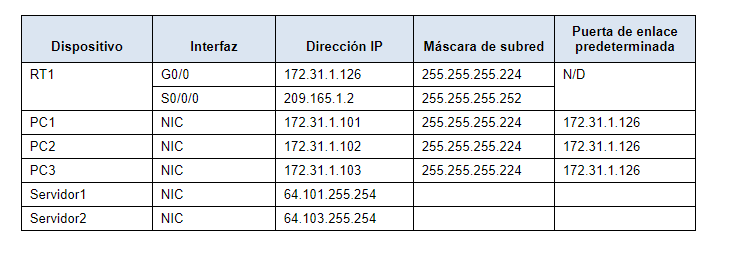 Dispositivo Interfaz Dirección IP Máscara de subred Puerta de enlace predeterminada
RT1 G0/0 172.31.1.126 255.255.255.224 N/D
S0/0/0 209.165.1.2 255.255.255.252
PC1 NIC 172.31.1.101 255.255.255.224 172.31.1.126
PC2 NIC 172.31.1.102 255.255.255.224 172.31.1.126
PC3 NIC 172.31.1.103 255.255.255.224 172.31.1.126
Servidor1 NIC 64.101.255.254
Servidor2 NIC 64.103.255.254